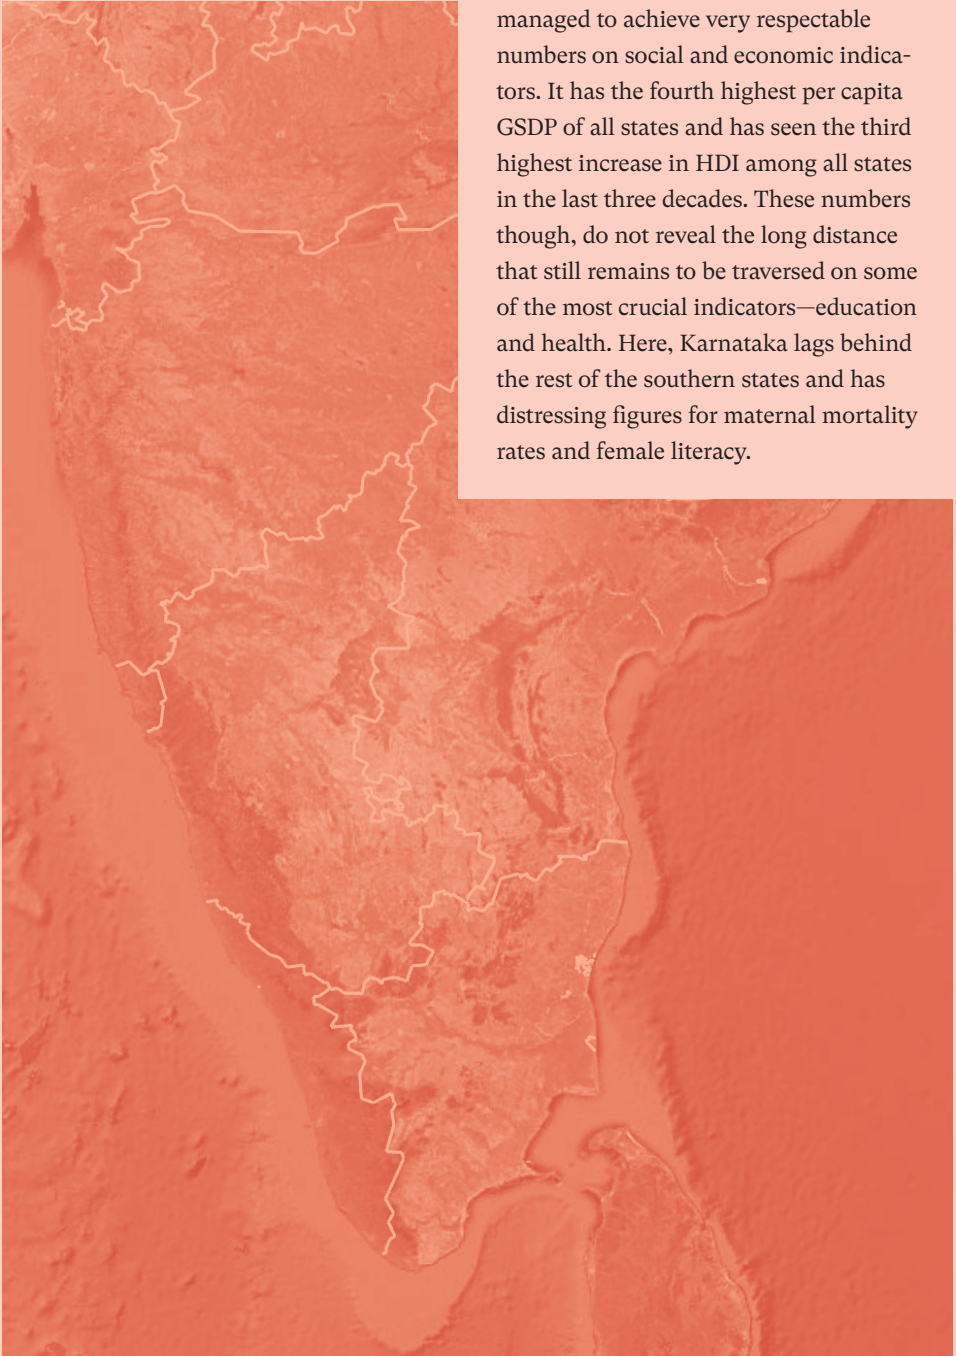 managed to achieve very respectable
numbers on social and economic indica-
tors. It has the fourth highest per capita
GSDP of all states and has seen the third
highest increase in HDI among all states
in the last three decades. These numbers
though, do not reveal the long distance
that still remains to be traversed on some
of the most crucial indicators—education
and health. Here, Karnataka lags behind
the rest of the southern states and has
distressing figures for maternal mortality
rates and female literacy.